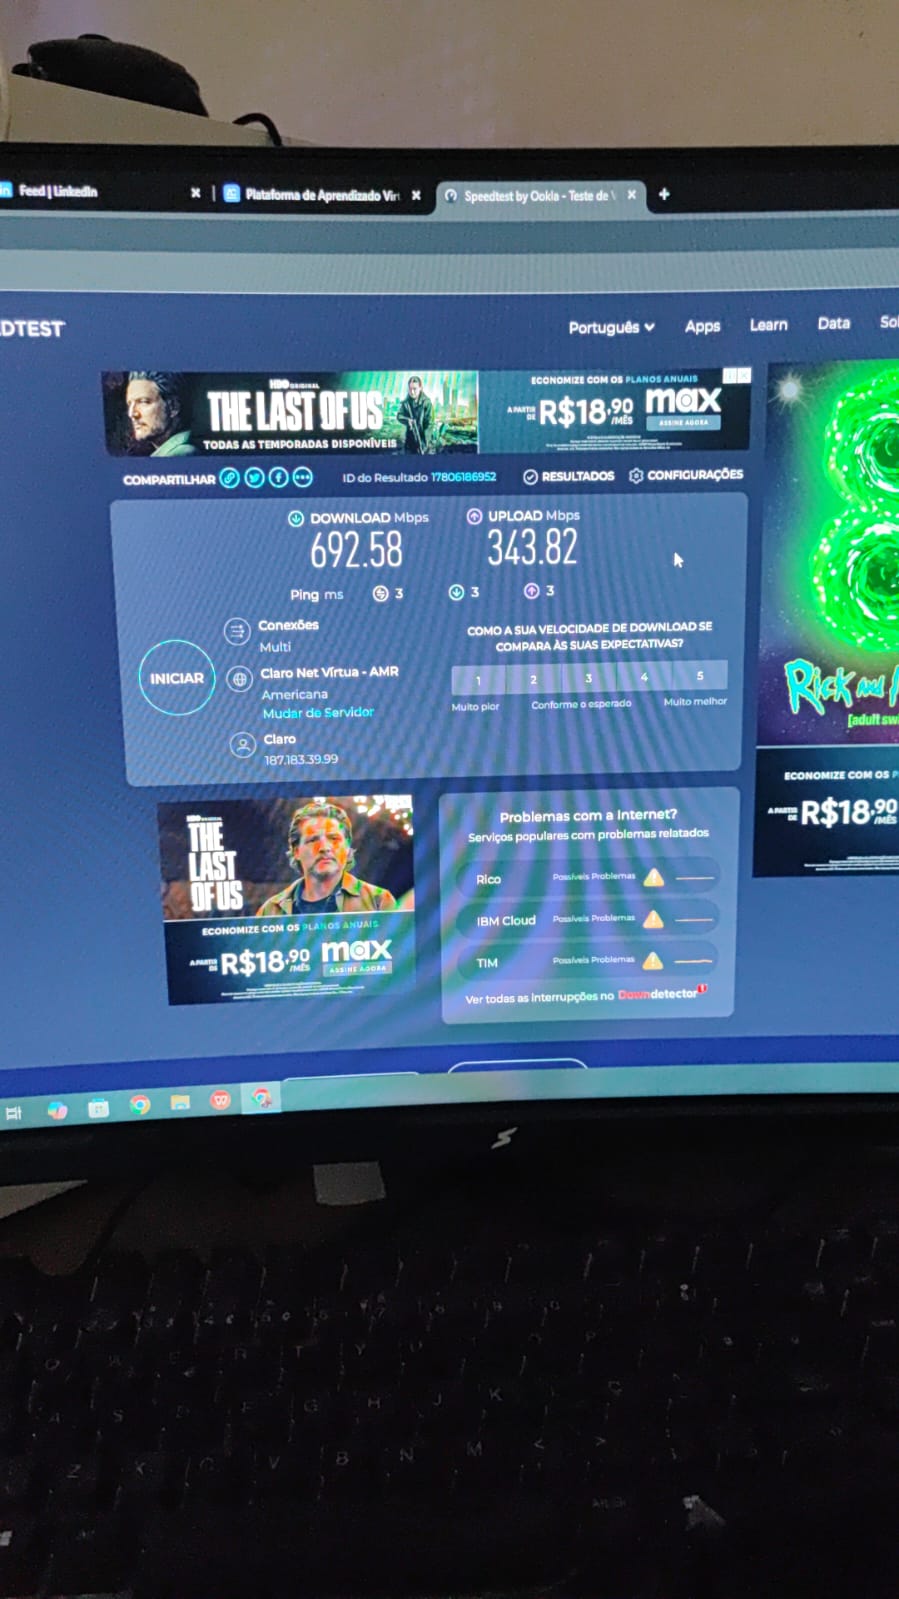 Feed | LinkedIn
Plataforma de Aprendizado Vir
Speedtest by Ookla - Teste de V
DTEST
Português
Apps
Learn
Data
So
HBO ORIGINAL
THE LAST OF US
TODAS AS TEMPORADAS DISPONÍVEIS
ECONOMIZE COM OS PLANOS ANUAIS
A PARTIR DE R$18,90 /MÊS
max
ASSINE AGORA
COMPARTILHAR
ID do Resultado 17806186952
RESULTADOS
CONFIGURAÇÕES
DOWNLOAD Mbps
692.58
UPLOAD Mbps
343.82
Ping ms 3 3 3
INICIAR
Conexões
Multi
Claro Net Vírtua - AMR
Americana
Mudar de Servidor
Claro
187.183.39.99
COMO A SUA VELOCIDADE DE DOWNLOAD SE
COMPARA ÀS SUAS EXPECTATIVAS?
1 2 3 4 5
Muito pior Conforme o esperado Muito melhor
RICK AND
[adult sw
ECONOMIZE COM OS P
A PARTIR DE R$18,90 /MÊS
THE
LAST
OF US
ECONOMIZE COM OS PLANOS ANUAIS
A PARTIR DE R$18,90 /MÊS
max
ASSINE AGORA
Problemas com a Internet?
Serviços populares com problemas relatados
Rico Possíveis Problemas
IBM Cloud Possíveis Problemas
TIM Possíveis Problemas
Ver todas as interrupções no Downdetector